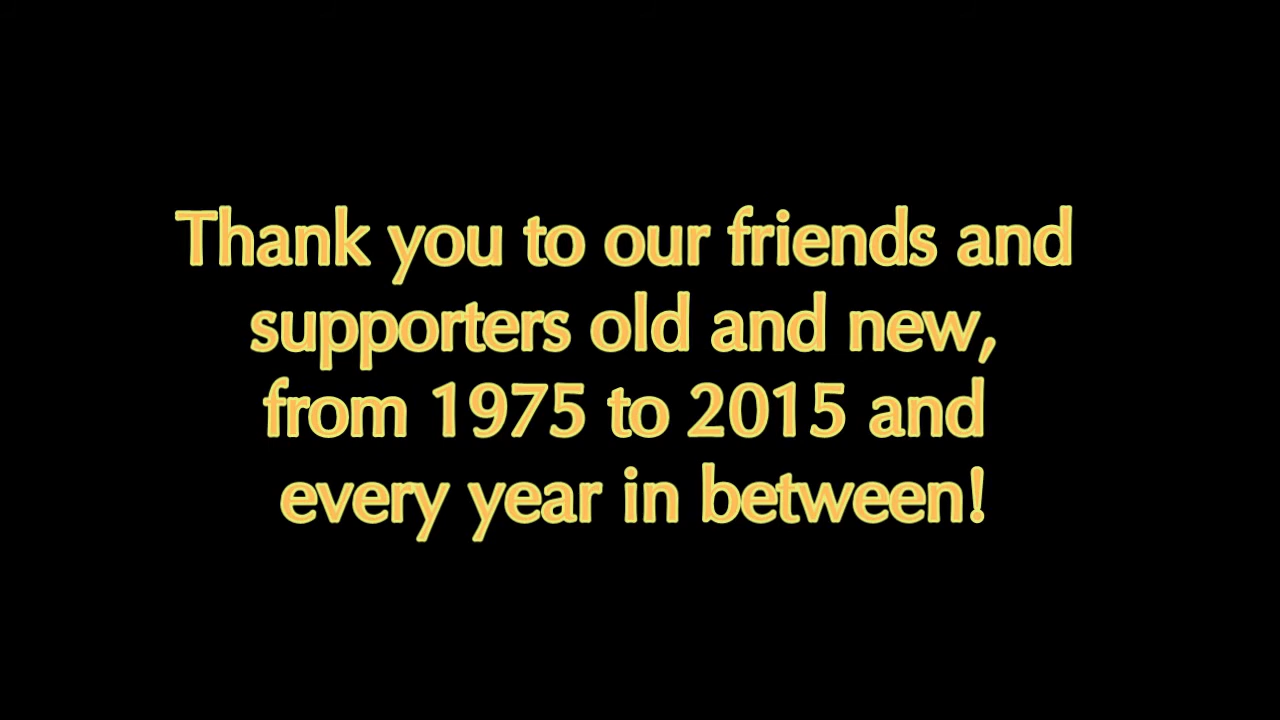 Thank you to our friends and
supporters old and new,
from 1975 to 2015 and
every year in between!